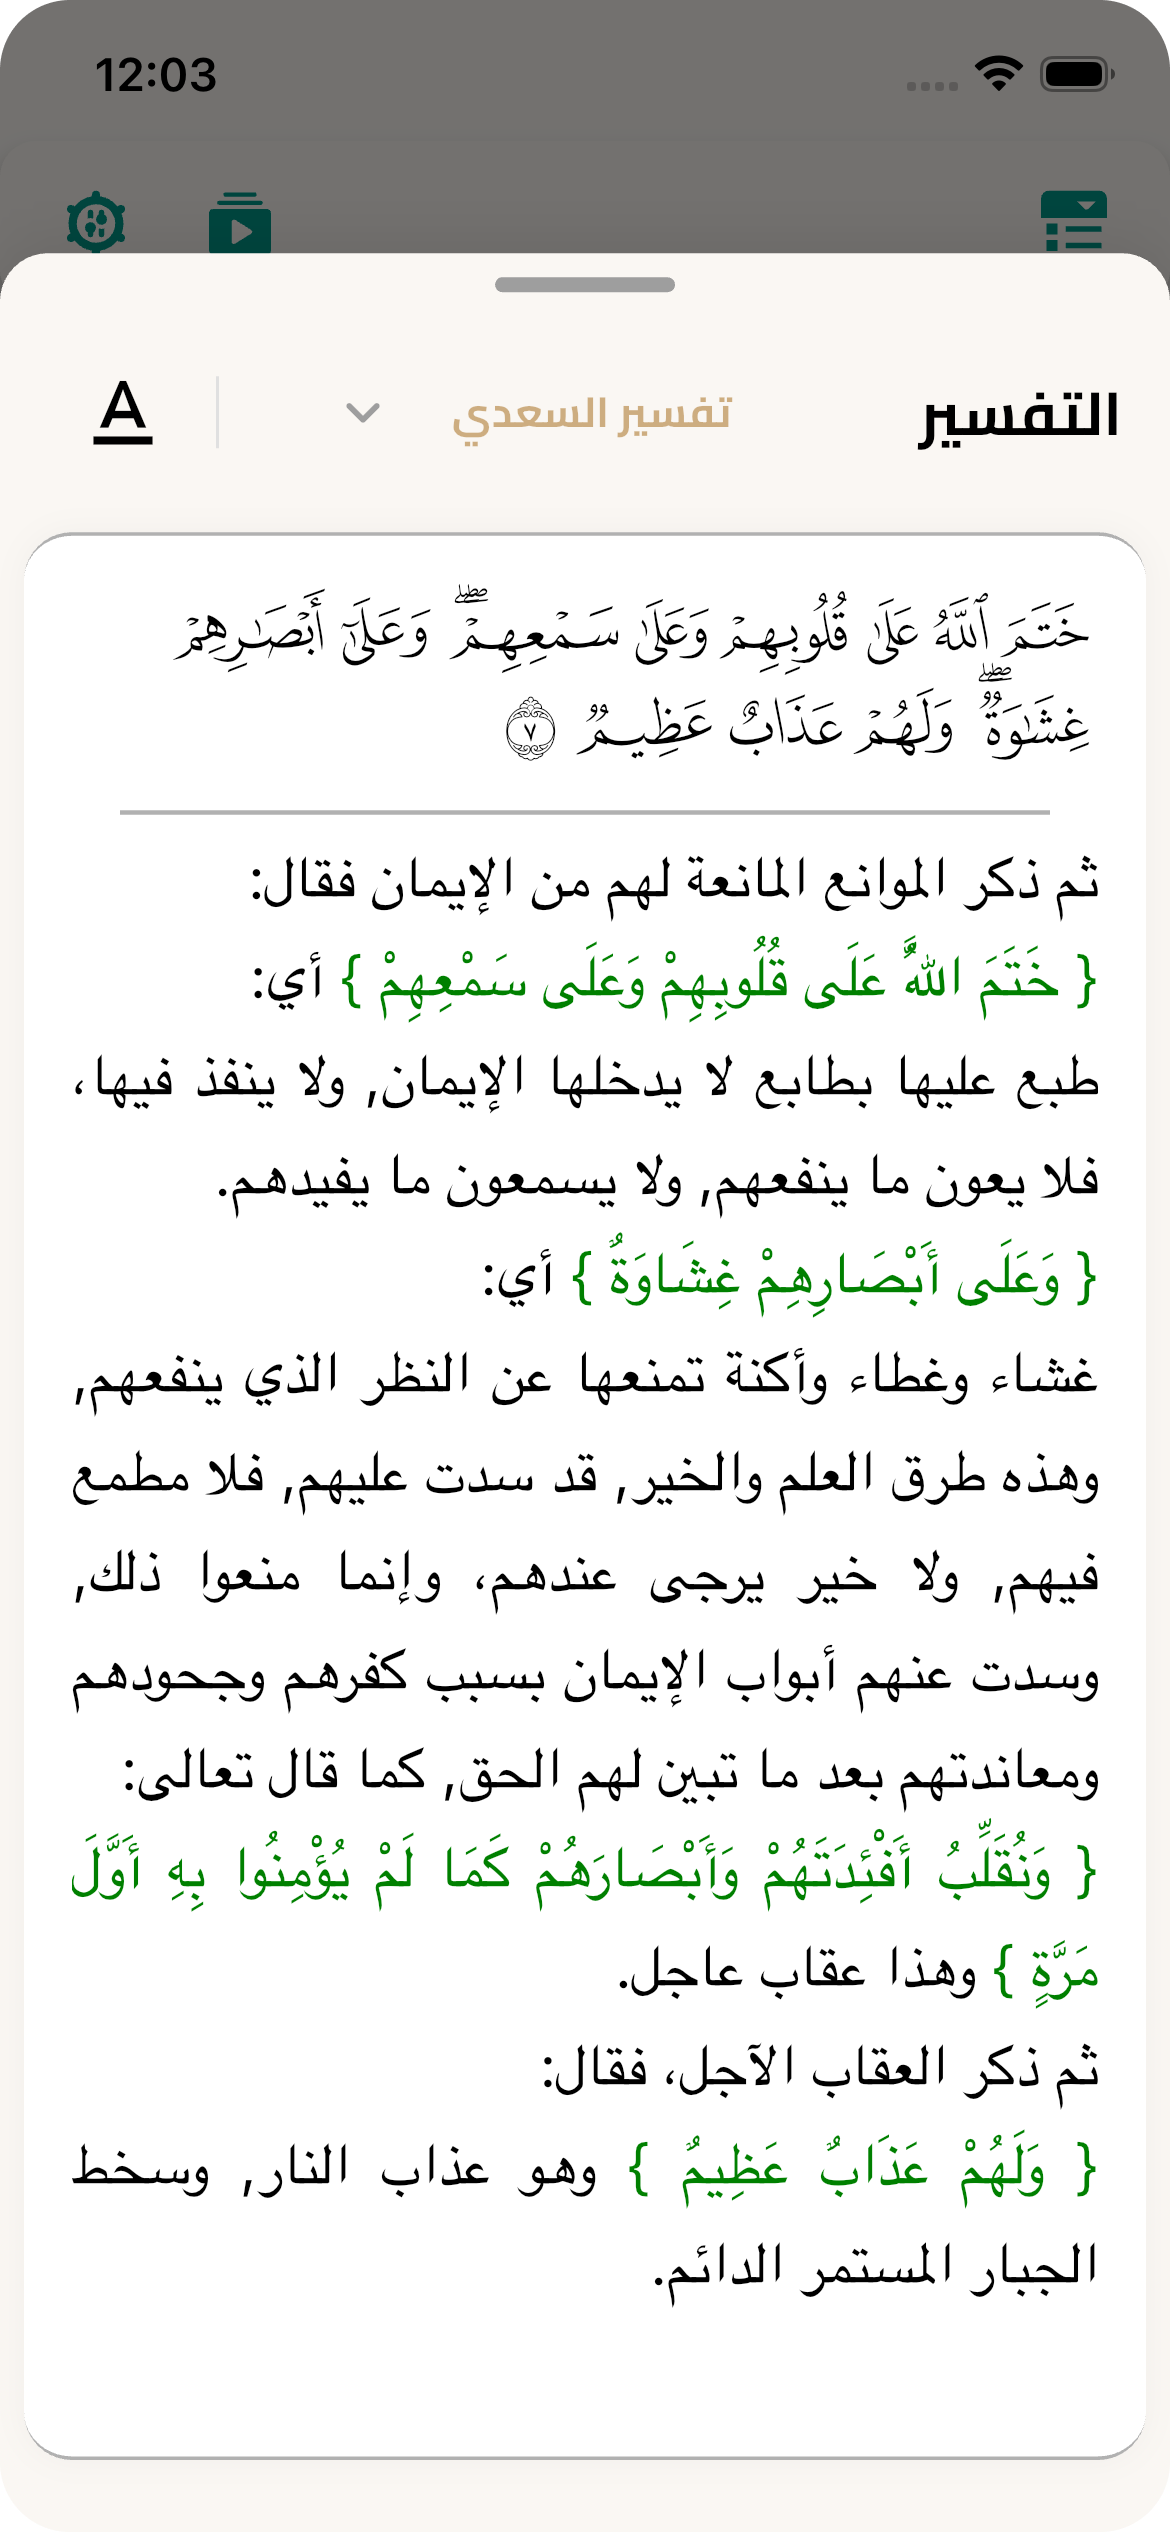 12:03
التفسير
تفسير السعدي
A
خَتَمَ ٱللَّهُ عَلَىٰ قُلُوبِهِمۡ وَعَلَىٰ سَمۡعِهِمۡۖ وَعَلَىٰٓ أَبۡصَٰرِهِمۡ
غِشَٰوَةٞۖ وَلَهُمۡ عَذَابٌ عَظِيمٞ ٧
ثم ذكر الموانع المانعة لهم من الإيمان فقال:
{ خَتَمَ اللَّهُ عَلَى قُلُوبِهِمْ وَعَلَى سَمْعِهِمْ } أي:
طبع عليها بطابع لا يدخلها الإيمان, ولا ينفذ فيها،
فلا يعون ما ينفعهم, ولا يسمعون ما يفيدهم.
{ وَعَلَى أَبْصَارِهِمْ غِشَاوَةٌ } أي:
غشاء وغطاء وأكنة تمنعها عن النظر الذي ينفعهم,
وهذه طرق العلم والخير, قد سدت عليهم, فلا مطمع
فيهم, ولا خير يرجى عندهم، وإنما منعوا ذلك,
وسدت عنهم أبواب الإيمان بسبب كفرهم وجحودهم
ومعاندتهم بعد ما تبين لهم الحق, كما قال تعالى:
{ وَنُقَلِّبُ أَفْئِدَتَهُمْ وَأَبْصَارَهُمْ كَمَا لَمْ يُؤْمِنُوا بِهِ أَوَّلَ
مَرَّةٍ } وهذا عقاب عاجل.
ثم ذكر العقاب الآجل، فقال:
{ وَلَهُمْ عَذَابٌ عَظِيمٌ } وهو عذاب النار, وسخط
الجبار المستمر الدائم.